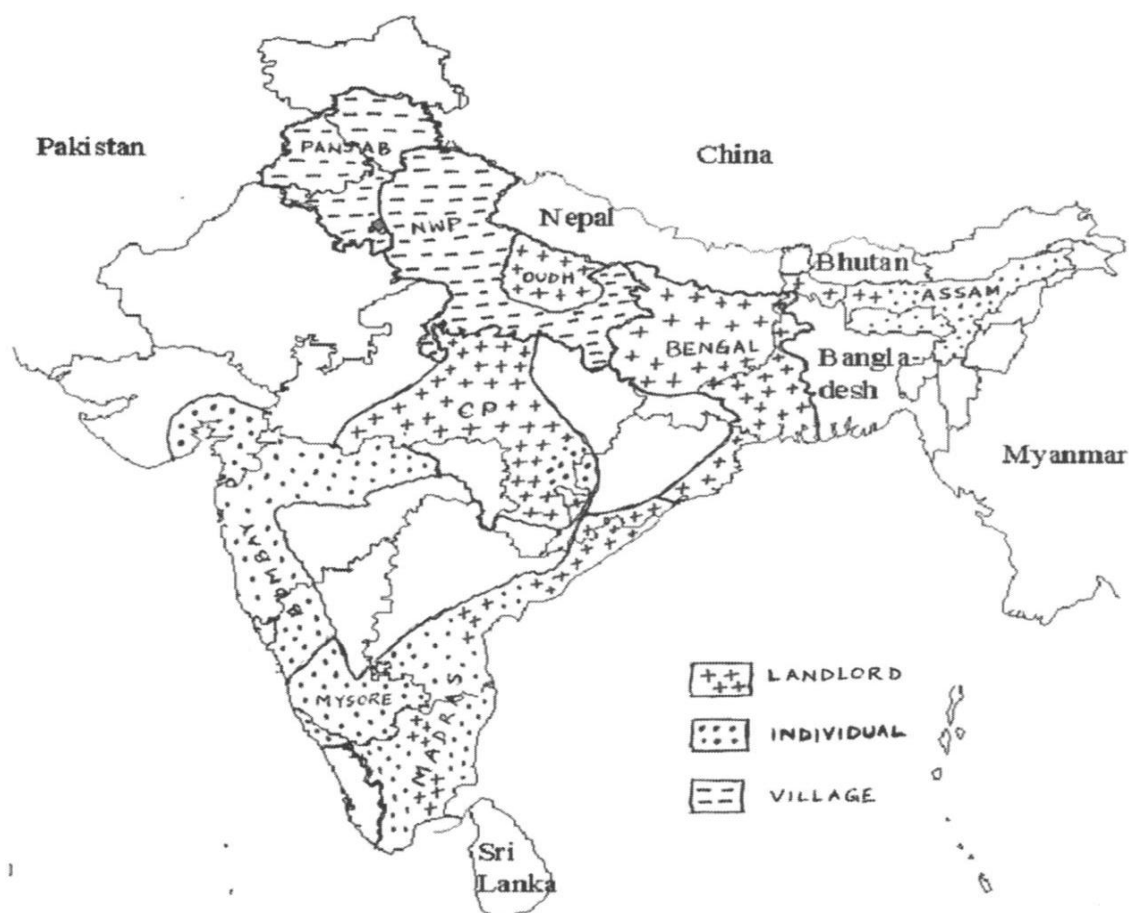 Pakistan
China
PANJAB
NWP
Nepal
OUDH
Bhutan
ASSAM
BENGAL
Bangla-
desh
CP
Myanmar
BOMBAY
LANDLORD
MYSORE
MADRAS
INDIVIDUAL
VILLAGE
Sri
Lanka